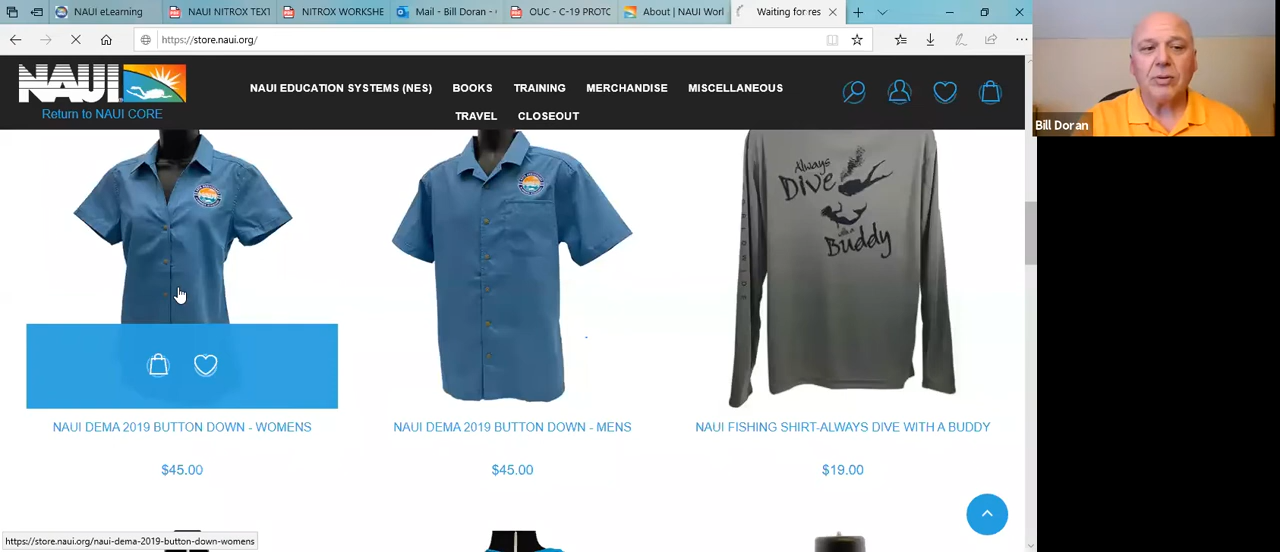 NAUI eLearning
NAUI NITROX TEXT
NITROX WORKSHE
Mail - Bill Doran -
OUC - C-19 PROTO
About | NAUI Worl
Waiting for res
https://store.naui.org/
NAUI
Return to NAUI CORE
NAUI EDUCATION SYSTEMS (NES) BOOKS TRAINING MERCHANDISE MISCELLANEOUS
TRAVEL CLOSEOUT
Bill Doran
Always
Dive
with a
Buddy
NAUI DEMA 2019 BUTTON DOWN - WOMENS
NAUI DEMA 2019 BUTTON DOWN - MENS
NAUI FISHING SHIRT-ALWAYS DIVE WITH A BUDDY
$45.00
$45.00
$19.00
https://store.naui.org/naui-dema-2019-button-down-womens